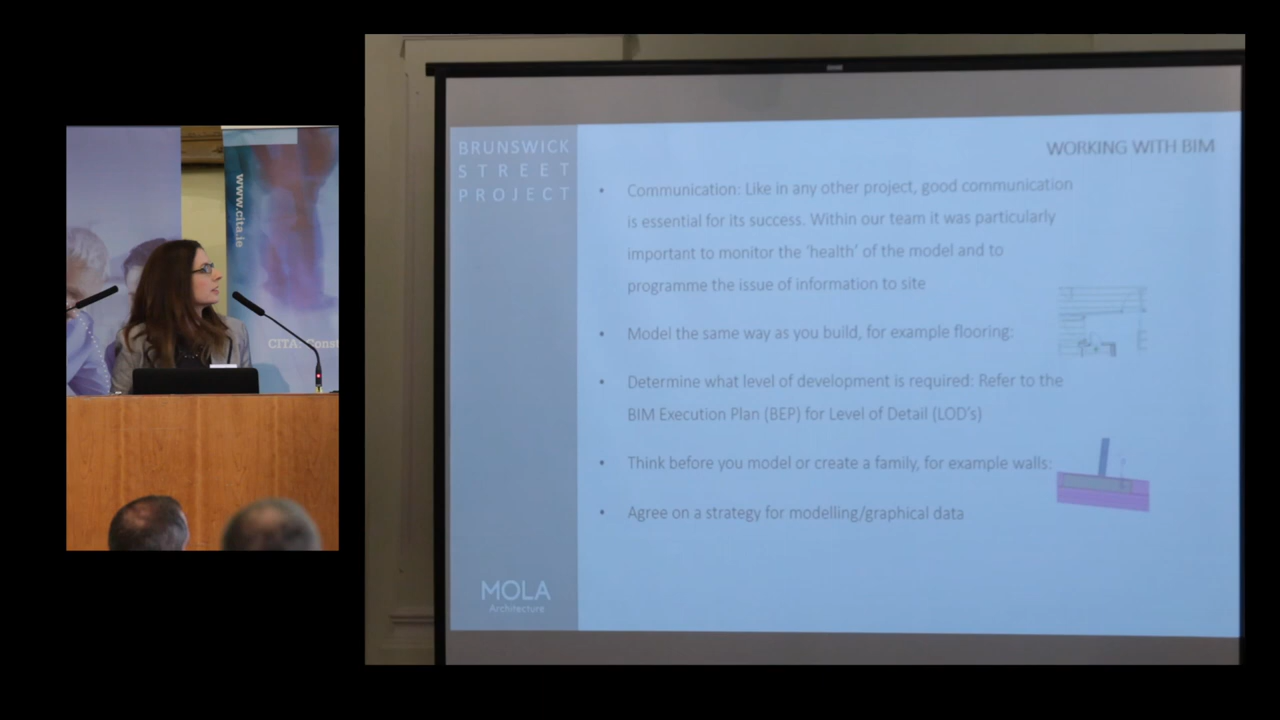 www.cita.ie
CITA: Const
BRUNSWICK
STREET
PROJECT
WORKING WITH BIM
• Communication: Like in any other project, good communication
is essential for its success. Within our team it was particularly
important to monitor the ‘health’ of the model and to
programme the issue of information to site
• Model the same way as you build, for example flooring:
• Determine what level of development is required: Refer to the
BIM Execution Plan (BEP) for Level of Detail (LOD’s)
• Think before you model or create a family, for example walls:
• Agree on a strategy for modelling/graphical data
MOLA
Architecture